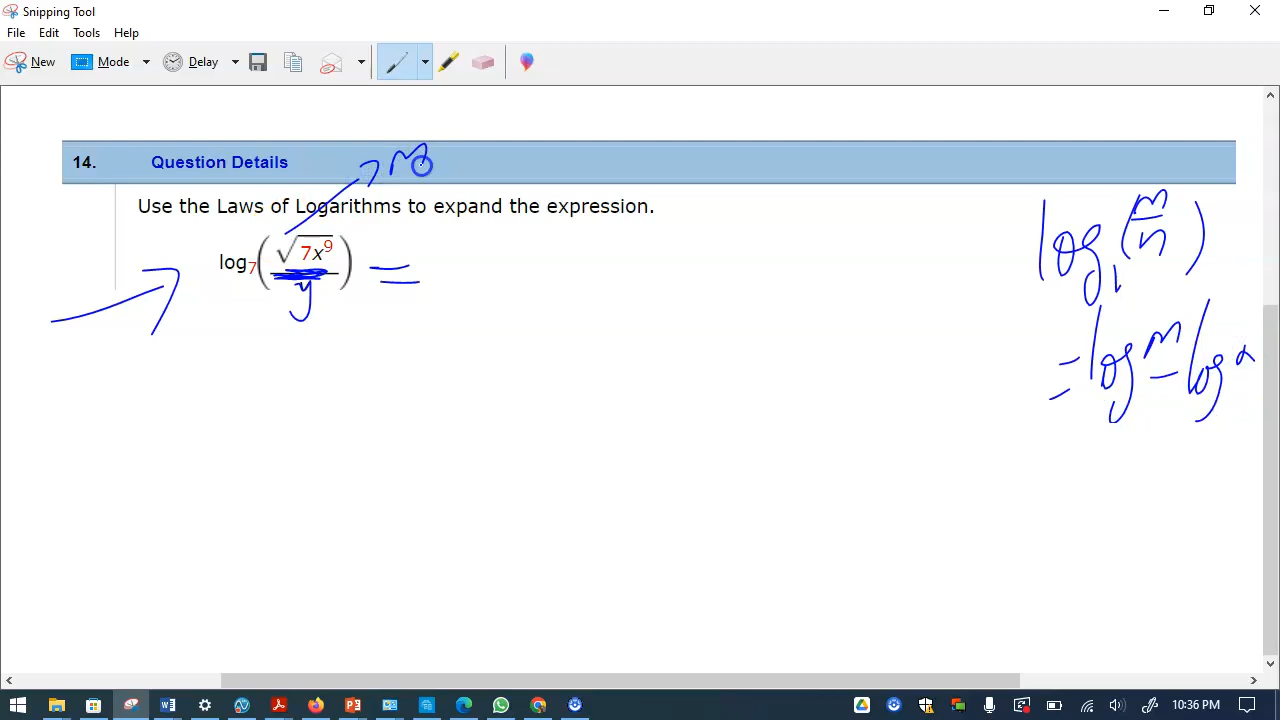 Snipping Tool
File Edit Tools Help
New Mode Delay
14. Question Details
m
Use the Laws of Logarithms to expand the expression.
log₇(√7x⁹/y) =
log(m/n)
= log m - log
10:36 PM